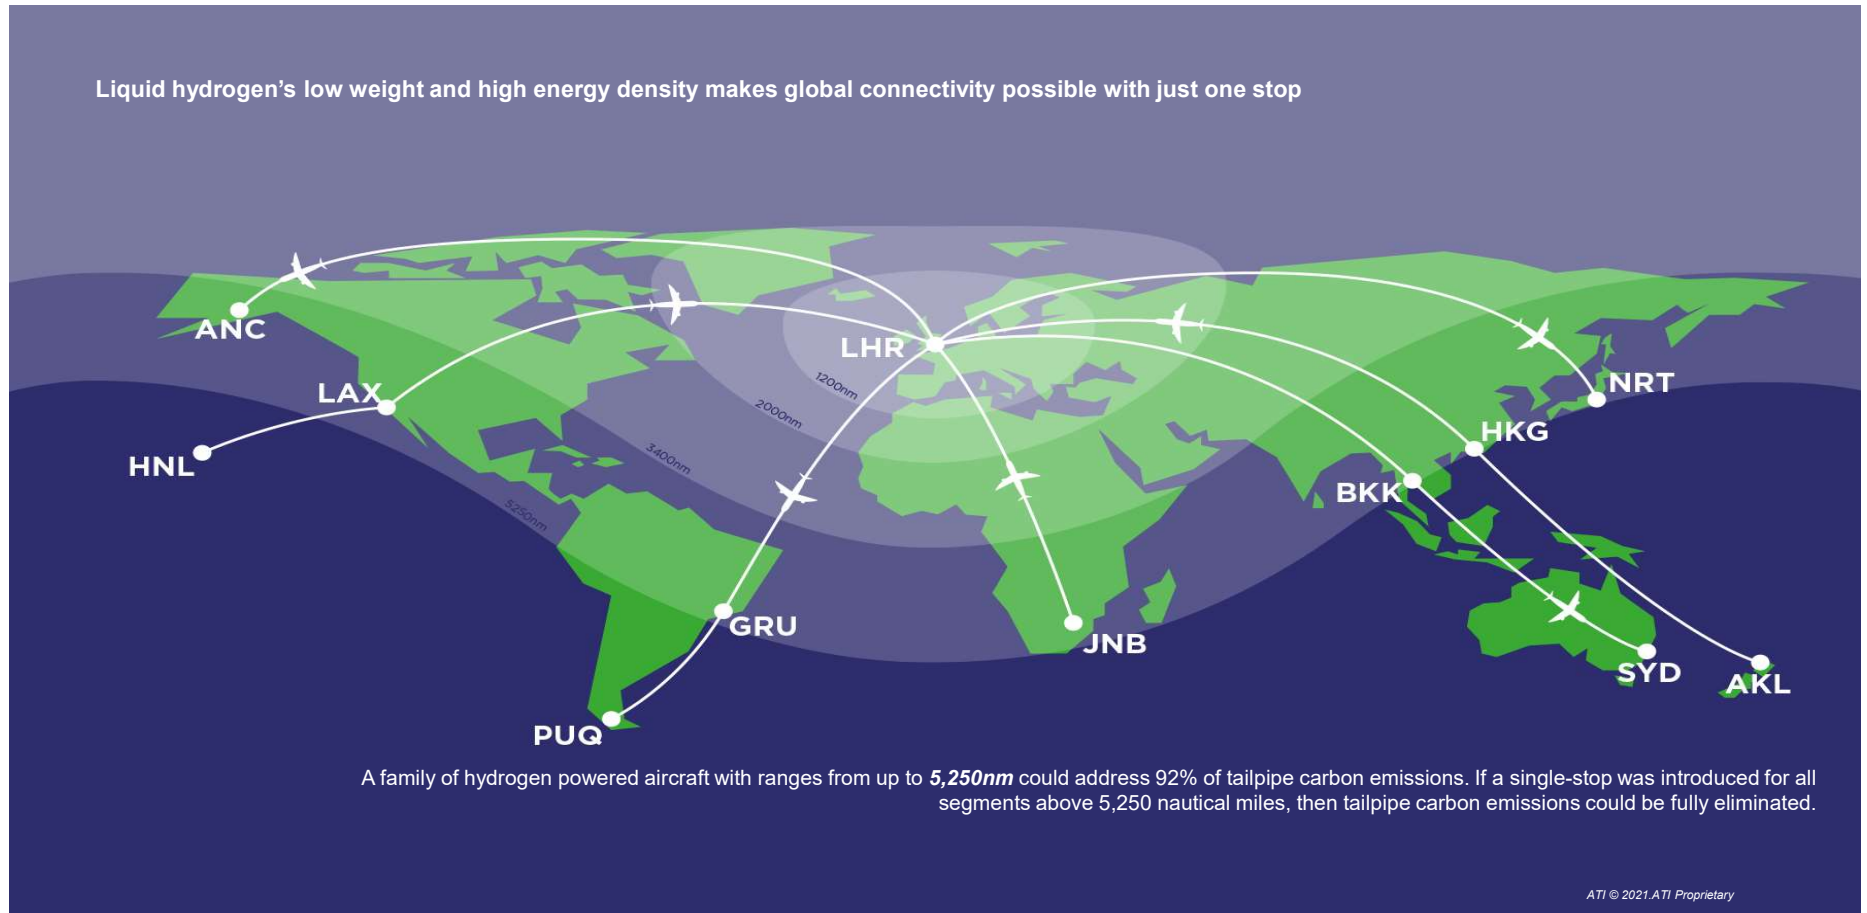 Liquid hydrogen's low weight and high energy density makes global connectivity possible with just one stop
ANC
LHR
LAX
1200nm
NRT
2000nm
HKG
3400nm
HNL
BKK
5250nm
GRU
JNB
SYD
AKL
PUQ
A family of hydrogen powered aircraft with ranges from up to 5,250nm could address 92% of tailpipe carbon emissions. If a single-stop was introduced for all
segments above 5,250 nautical miles, then tailpipe carbon emissions could be fully eliminated.
ATI © 2021.ATI Proprietary